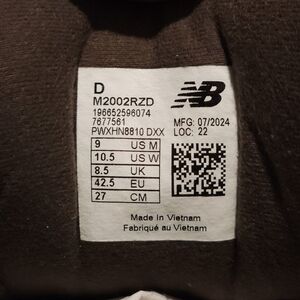 D
M2002RZD
196652596074
7677561
PWXHN8810 DXX
NB
MFG: 07/2024
LOC: 22
9 US M
10.5 US W
8.5 UK
42.5 EU
27 CM
Made in Vietnam
Fabriqué au Vietnam